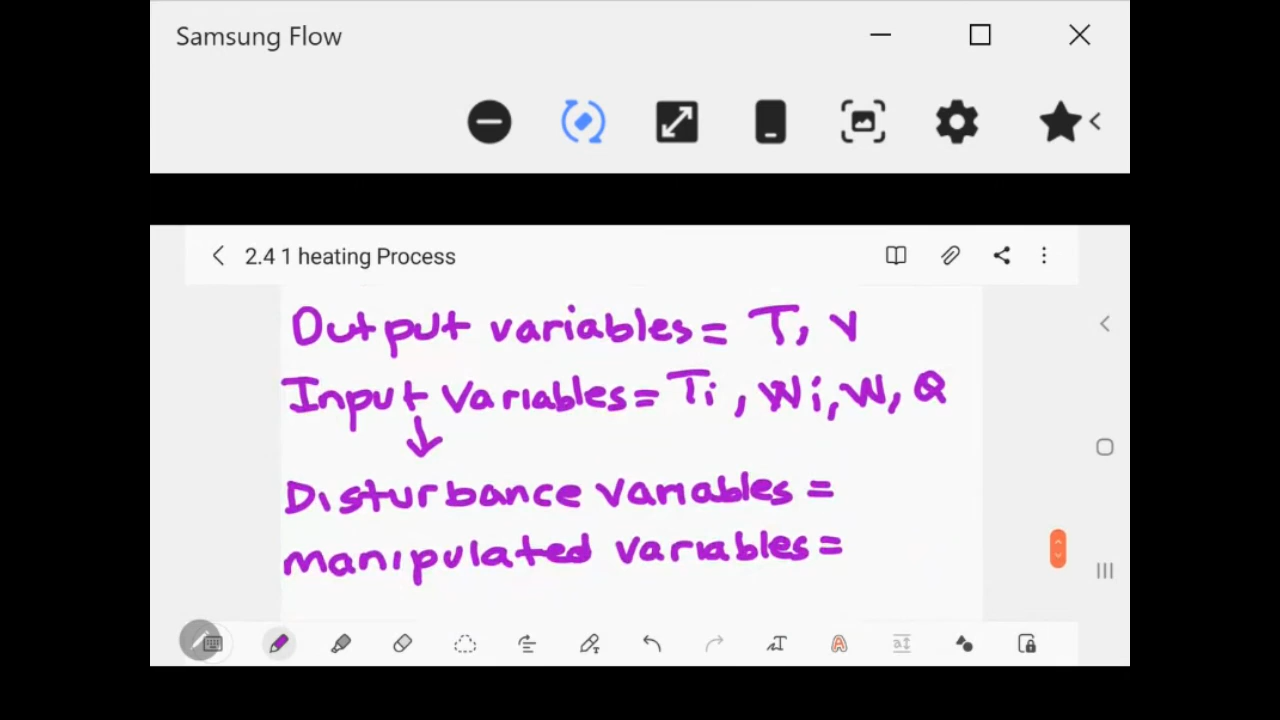 Samsung Flow
2.4 1 heating Process
Output variables = T, V
Input Variables = Ti, Wi, W, Q
Disturbance variables =
manipulated variables =